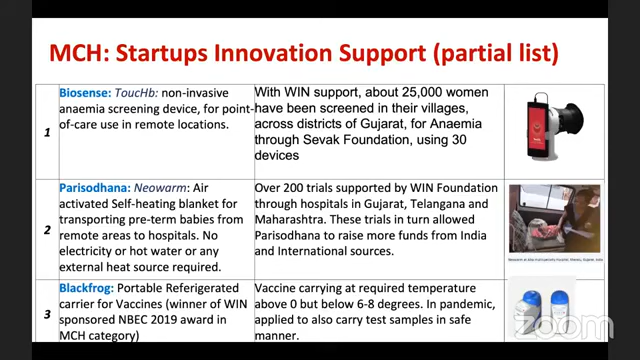 MCH: Startups Innovation Support (partial list)
1
Biosense: ToucHb: non-invasive
anaemia screening device, for point-
of-care use in remote locations.
With WIN support, about 25,000 women
have been screened in their villages,
across districts of Gujarat, for Anaemia
through Sevak Foundation, using 30
devices
2
Parisodhana: Neowarm: Air
activated Self-heating blanket for
transporting pre-term babies from
remote areas to hospitals. No
electricity or hot water or any
external heat source required.
Over 200 trials supported by WIN Foundation
through hospitals in Gujarat, Telangana and
Maharashtra. These trials in turn allowed
Parisodhana to raise more funds from India
and International sources.
3
Blackfrog: Portable Referigerated
carrier for Vaccines (winner of WIN
sponsored NBEC 2019 award in
MCH category)
Vaccine carrying at required temperature
above 0 but below 6-8 degrees. In pandemic,
applied to also carry test samples in safe
manner.
zoom